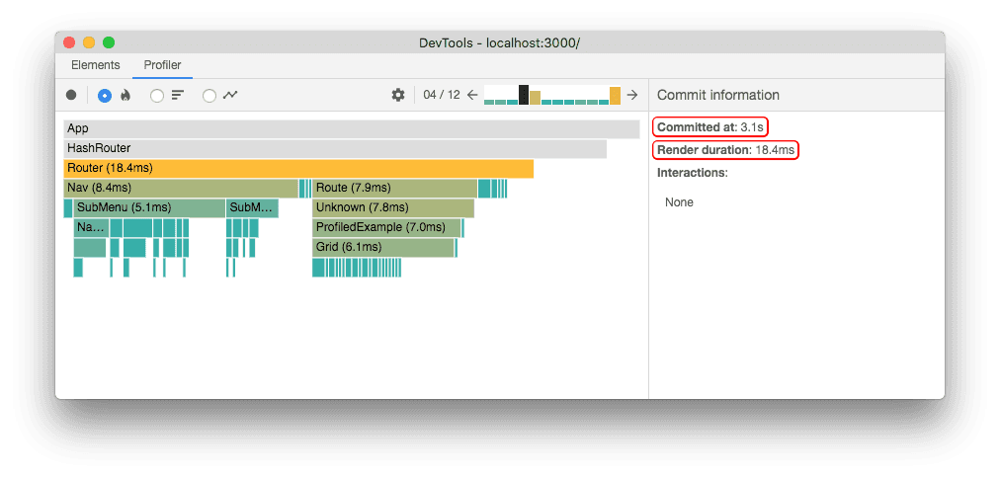 DevTools - localhost:3000/
Elements Profiler
04 / 12
Commit information
Committed at: 3.1s
Render duration: 18.4ms
Interactions:
None
App
HashRouter
Router (18.4ms)
Nav (8.4ms) Route (7.9ms)
SubMenu (5.1ms) SubM... Unknown (7.8ms)
Na... ProfiledExample (7.0ms)
Grid (6.1ms)